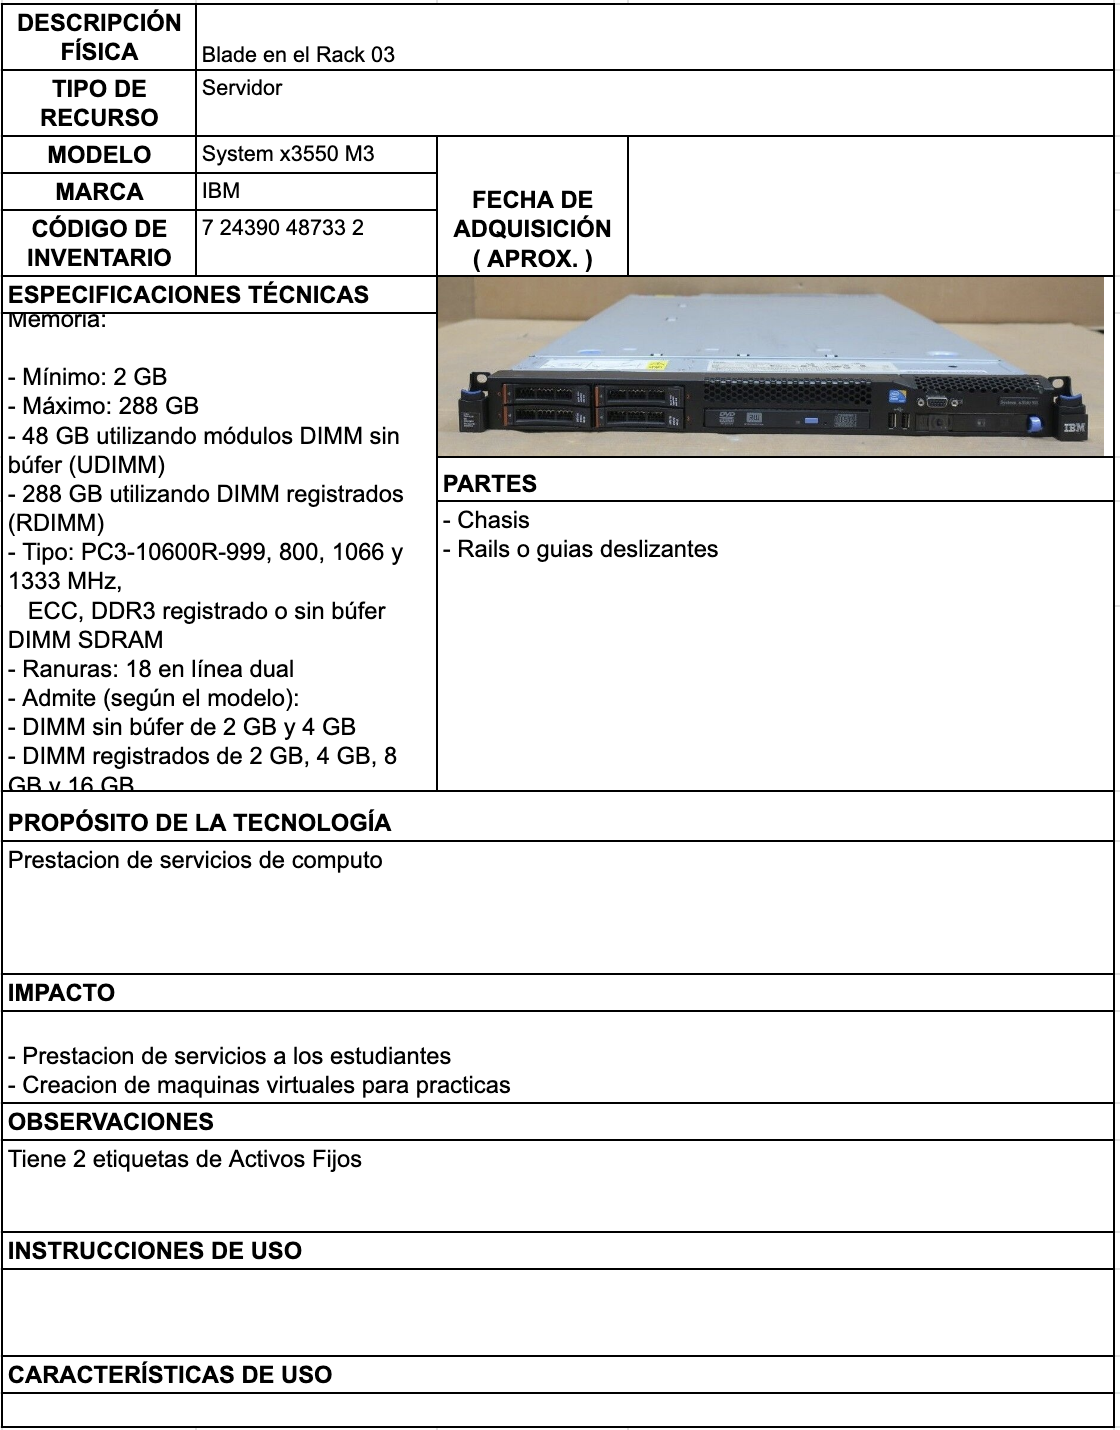 DESCRIPCIÓN
FÍSICA
Blade en el Rack 03
TIPO DE
RECURSO
Servidor
MODELO
System x3550 M3
MARCA
IBM
CÓDIGO DE
INVENTARIO
7 24390 48733 2
FECHA DE
ADQUISICIÓN
( APROX. )
ESPECIFICACIONES TÉCNICAS
Memoria:
- Mínimo: 2 GB
- Máximo: 288 GB
- 48 GB utilizando módulos DIMM sin
búfer (UDIMM)
- 288 GB utilizando DIMM registrados
(RDIMM)
- Tipo: PC3-10600R-999, 800, 1066 y
1333 MHz,
ECC, DDR3 registrado o sin búfer
DIMM SDRAM
- Ranuras: 18 en línea dual
- Admite (según el modelo):
- DIMM sin búfer de 2 GB y 4 GB
- DIMM registrados de 2 GB, 4 GB, 8
GB y 16 GB
IBM
PARTES
- Chasis
- Rails o guias deslizantes
PROPÓSITO DE LA TECNOLOGÍA
Prestacion de servicios de computo
IMPACTO
- Prestacion de servicios a los estudiantes
- Creacion de maquinas virtuales para practicas
OBSERVACIONES
Tiene 2 etiquetas de Activos Fijos
INSTRUCCIONES DE USO
CARACTERÍSTICAS DE USO